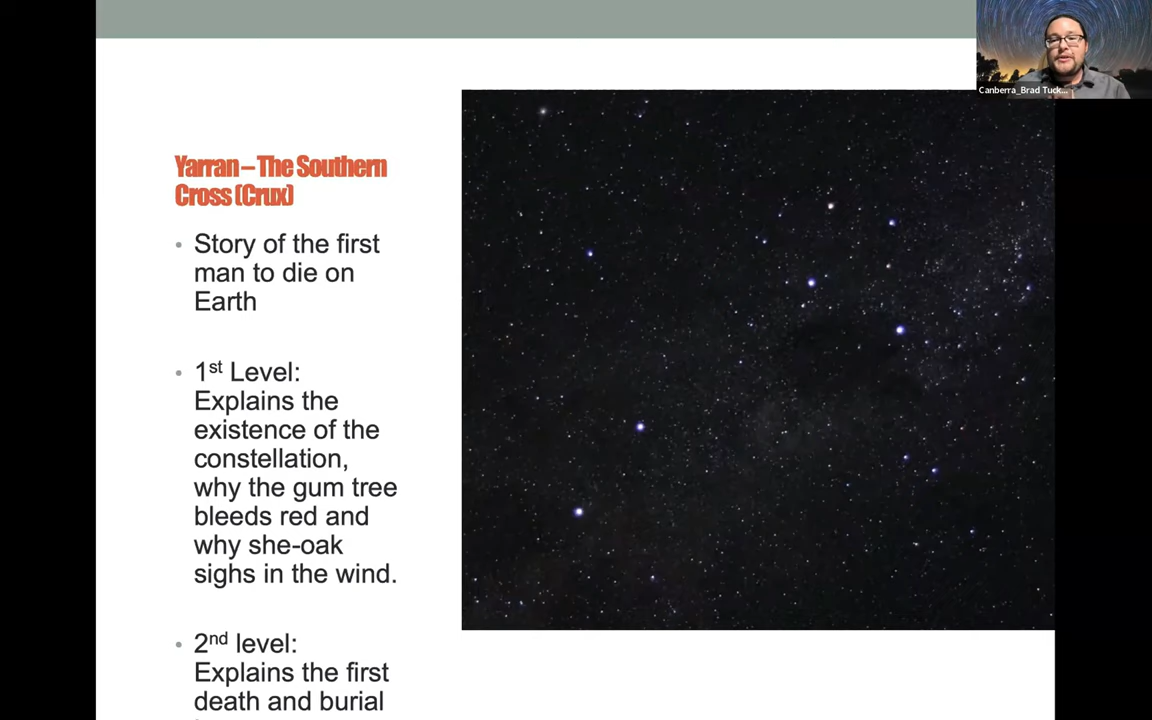 Canberra_Brad Tuck...
Yarran – The Southern
Cross (Crux)
• Story of the first
man to die on
Earth
• 1st Level:
Explains the
existence of the
constellation,
why the gum tree
bleeds red and
why she-oak
sighs in the wind.
• 2nd level:
Explains the first
death and burial